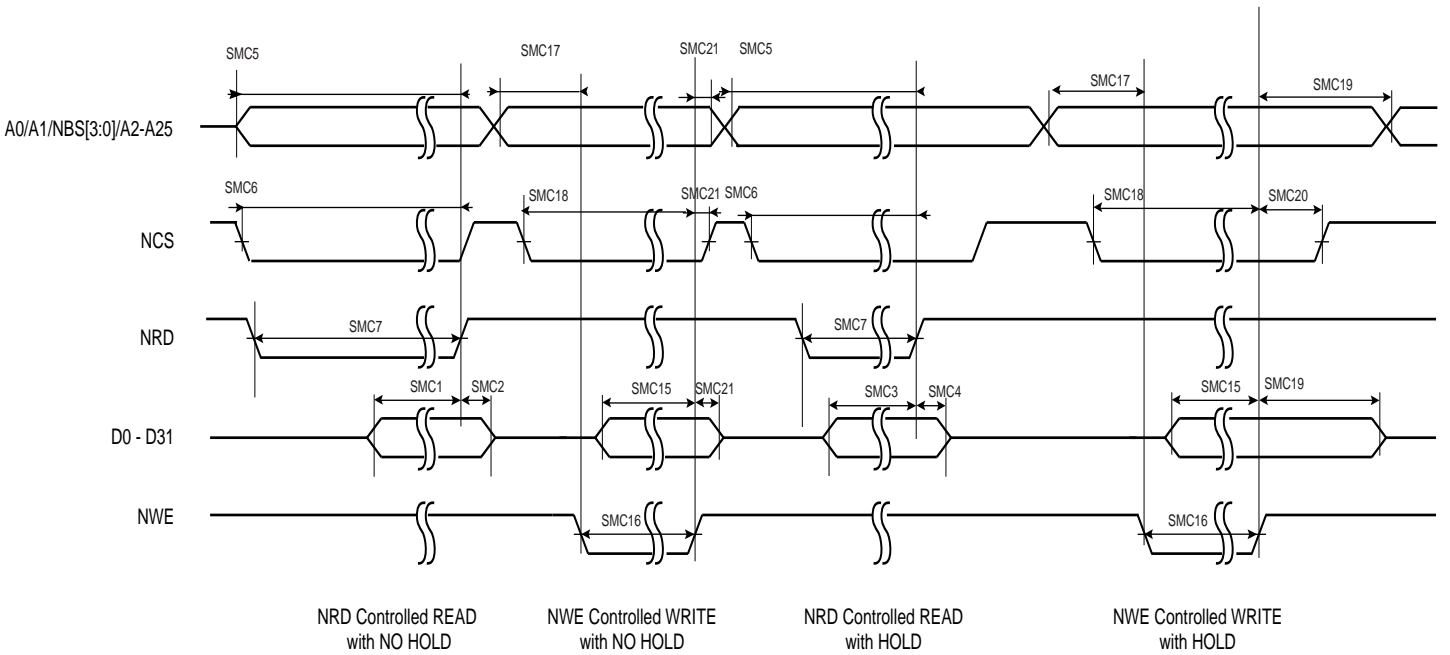 SMC5 SMC17 SMC21 SMC5 SMC17 SMC19
A0/A1/NBS[3:0]/A2-A25
SMC6 SMC18 SMC21 SMC6 SMC18 SMC20
NCS
SMC7 SMC7
NRD
SMC1 SMC2 SMC15 SMC21 SMC3 SMC4 SMC15 SMC19
D0 - D31
NWE
SMC16 SMC16
NRD Controlled READ
with NO HOLD
NWE Controlled WRITE
with NO HOLD
NRD Controlled READ
with HOLD
NWE Controlled WRITE
with HOLD